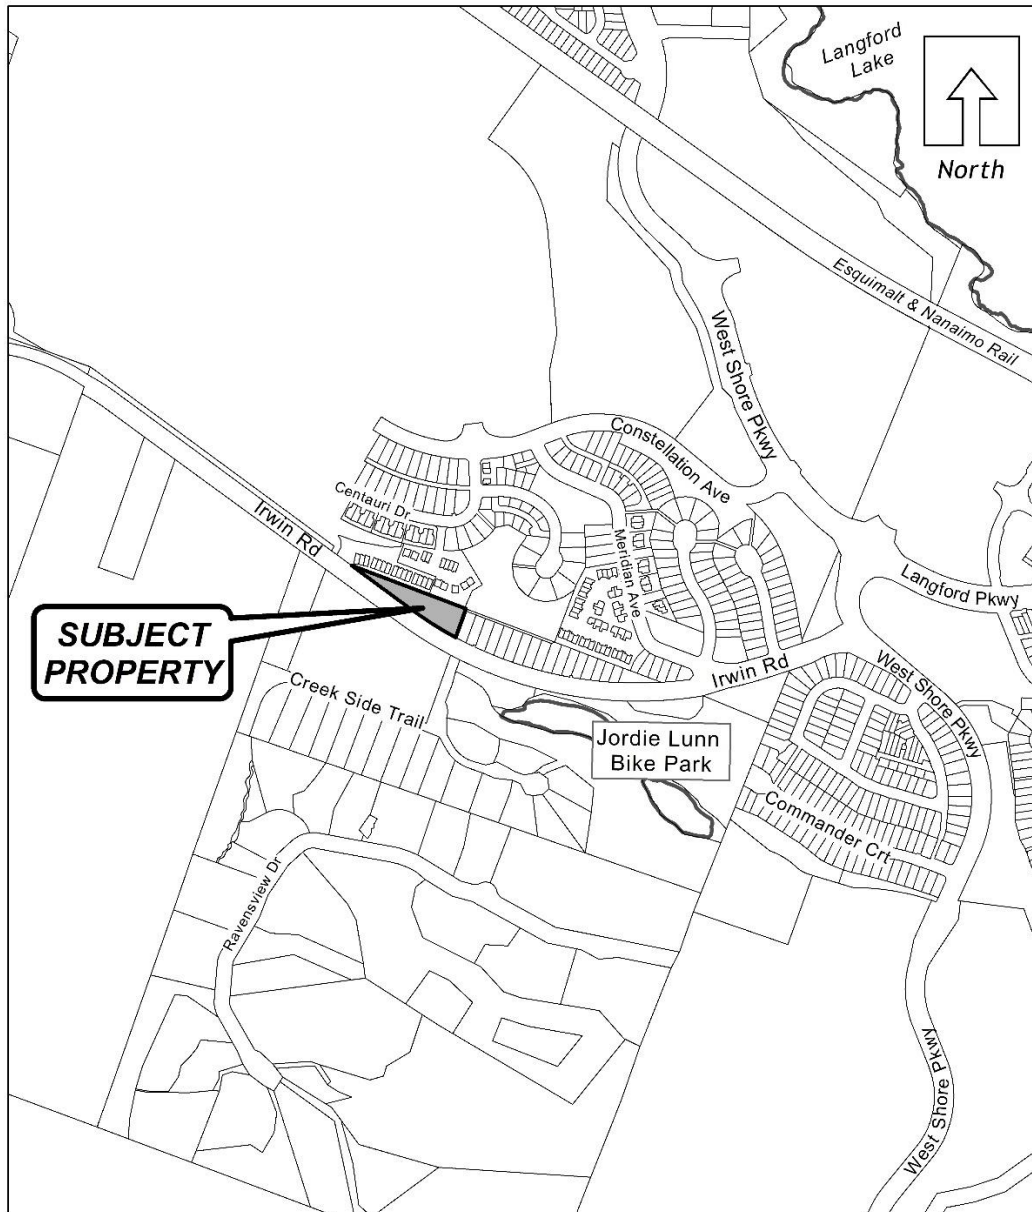 Langford
Lake
North
Esquimalt & Nanaimo Rail
West Shore Pkwy
Constellation Ave
Centauri Dr
Irwin Rd
Meridian Ave
Langford Pkwy
SUBJECT
PROPERTY
Irwin Rd
West Shore Pkwy
Creek Side Trail
Jordie Lunn
Bike Park
Commander Crt
Ravensview Dr
West Shore Pkwy